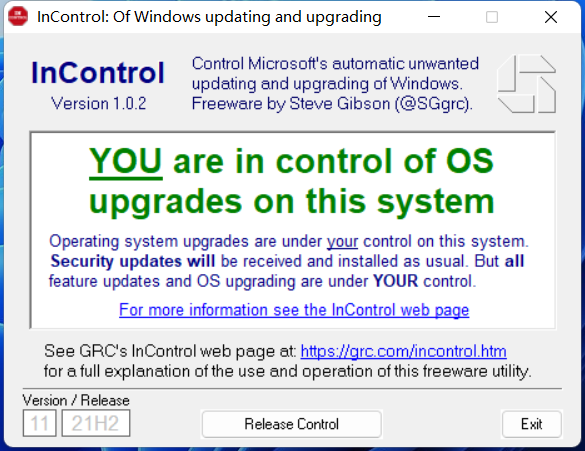 InControl: Of Windows updating and upgrading
InControl
Version 1.0.2
Control Microsoft's automatic unwanted
updating and upgrading of Windows.
Freeware by Steve Gibson (@SGgrc).
YOU are in control of OS
upgrades on this system
Operating system upgrades are under your control on this system.
Security updates will be received and installed as usual. But all
feature updates and OS upgrading are under YOUR control.
For more information see the InControl web page
See GRC's InControl web page at: https://grc.com/incontrol.htm
for a full explanation of the use and operation of this freeware utility.
Version / Release
11 21H2
Release Control
Exit